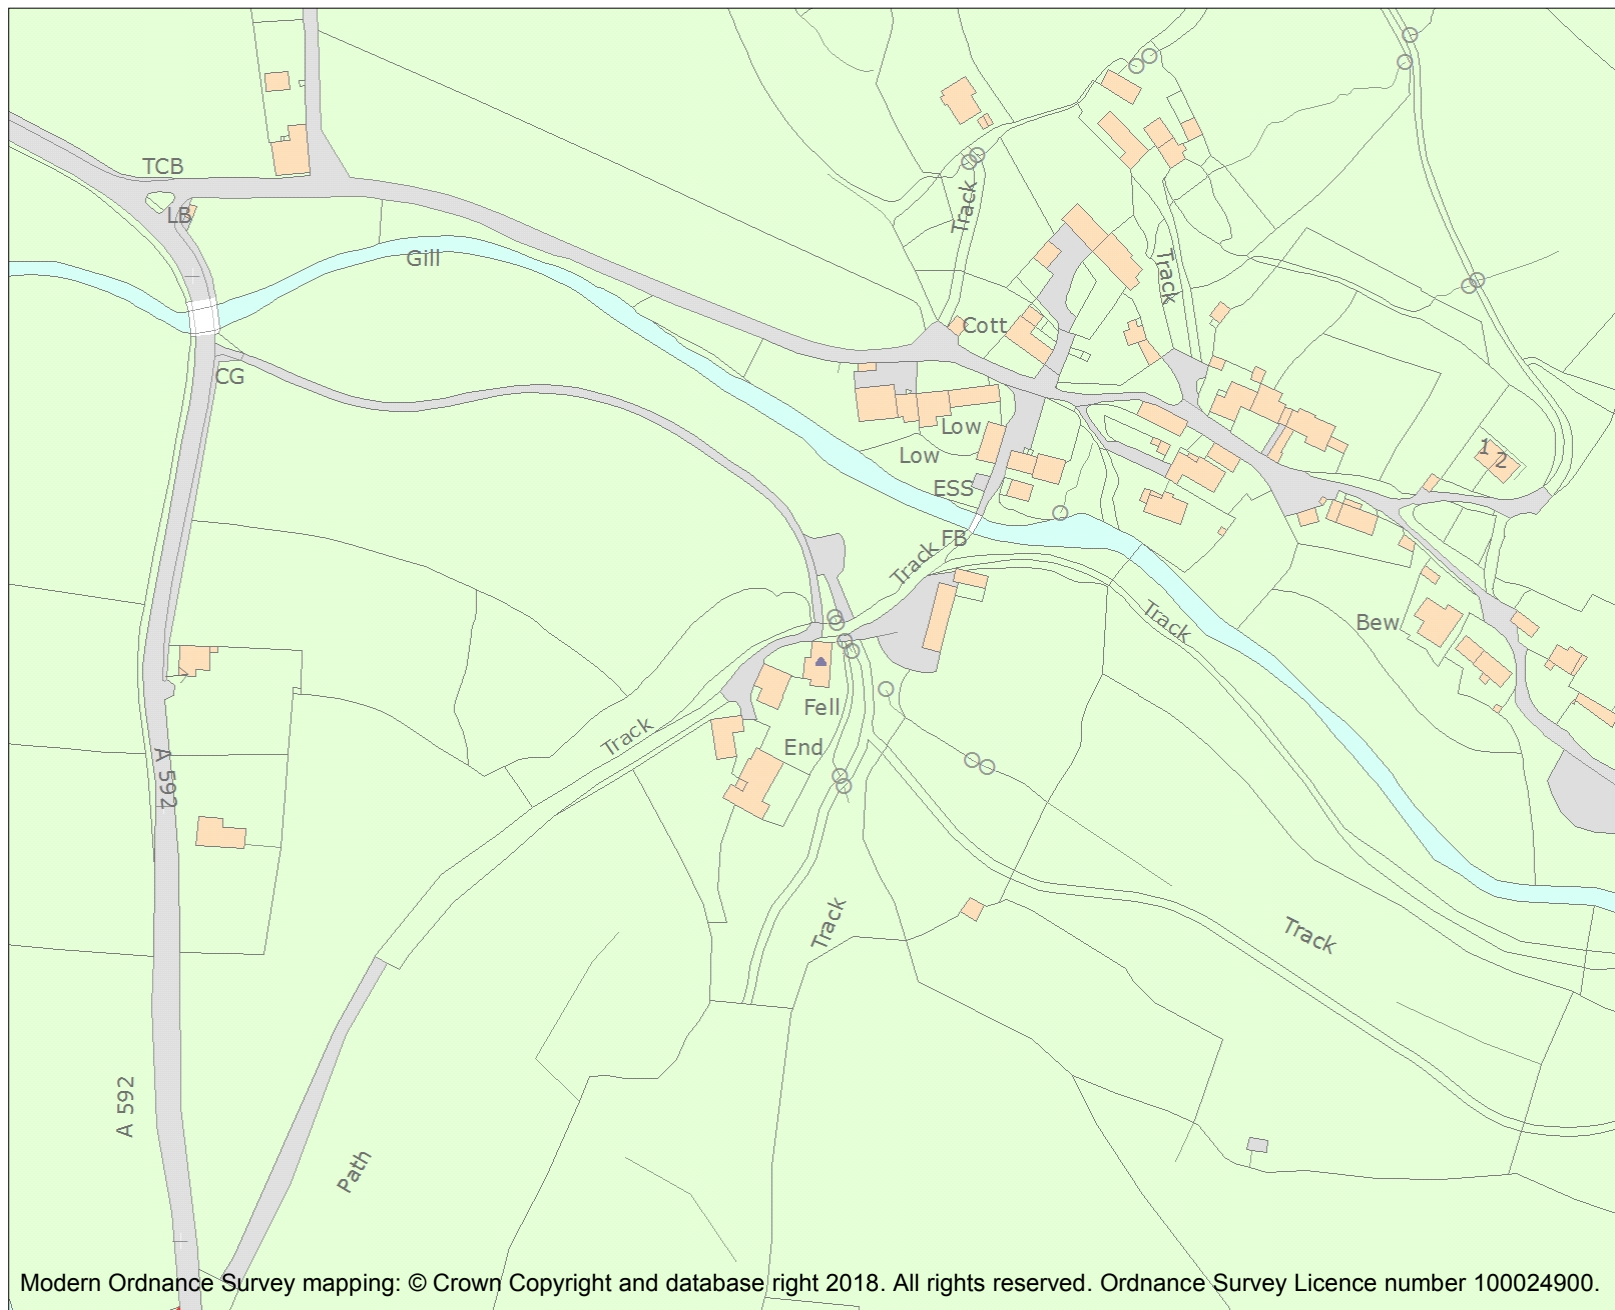 TCB
LB
Gill
CG
Track
Track
Cott
Low
Low
ESS
FB
Track
1 2
Track
Bew
Fell
End
Track
A 592
Track
Track
A 592
Path
Modern Ordnance Survey mapping: © Crown Copyright and database right 2018. All rights reserved. Ordnance Survey Licence number 100024900.